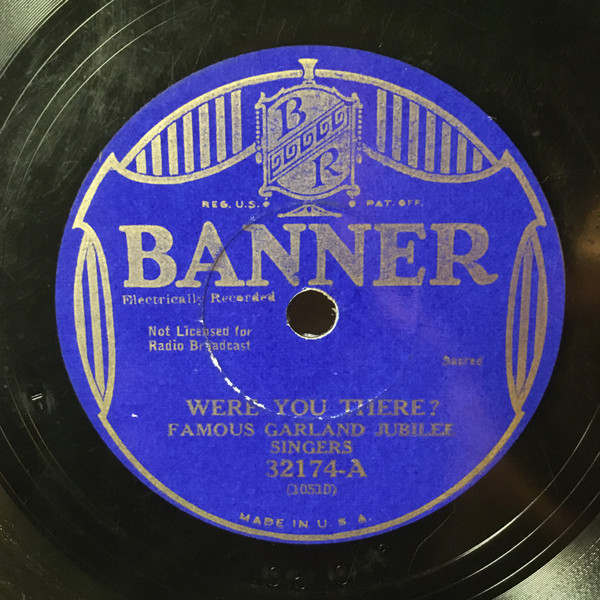 B
R
REG. U.S. PAT. OFF.
BANNER
Electrically Recorded
Not Licensed for
Radio Broadcast
Sacred
WERE YOU THERE?
FAMOUS GARLAND JUBILEE
SINGERS
32174-A
(10510)
MADE IN U. S. A.